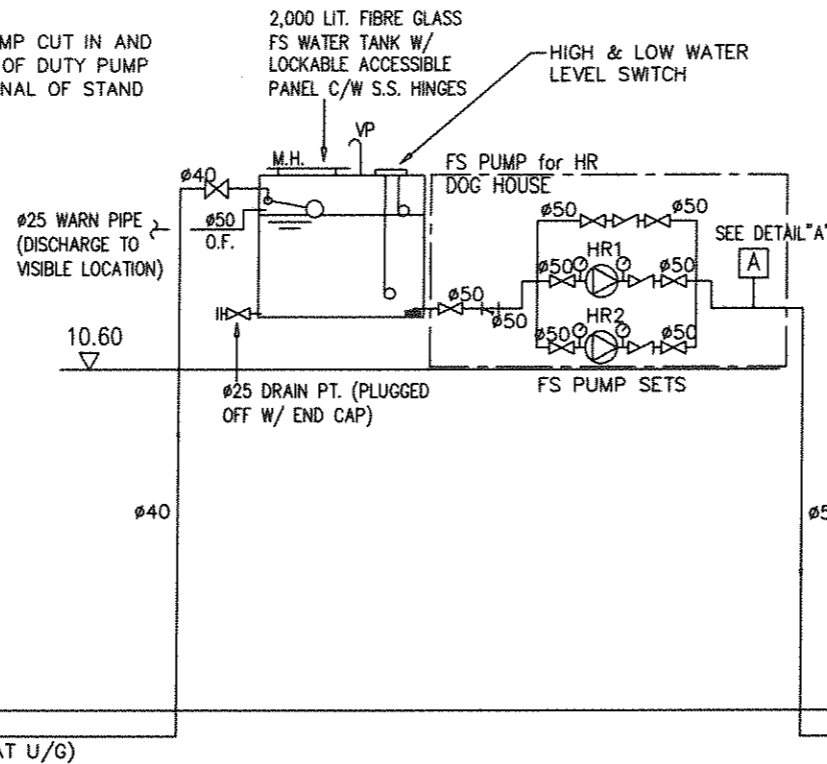 MP CUT IN AND
OF DUTY PUMP
NAL OF STAND
2,000 LIT. FIBRE GLASS
FS WATER TANK W/
LOCKABLE ACCESSIBLE
PANEL C/W S.S. HINGES
HIGH & LOW WATER
LEVEL SWITCH
VP
M.H.
FS PUMP for HR
DOG HOUSE
ø40
ø25 WARN PIPE
(DISCHARGE TO
VISIBLE LOCATION)
ø50
O.F.
ø50
ø50
SEE DETAIL"A"
A
HR1
ø50
ø50
ø50
ø50
HR2
ø50
ø50
10.60
ø25 DRAIN PT. (PLUGGED
OFF W/ END CAP)
FS PUMP SETS
ø40
ø5
AT U/G)